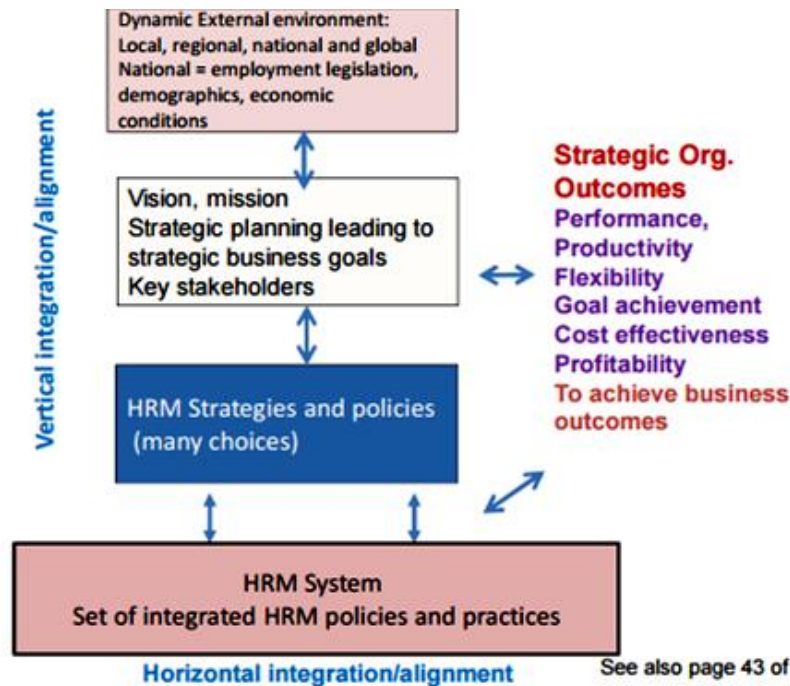 Dynamic External environment:
Local, regional, national and global
National = employment legislation,
demographics, economic
conditions
Vertical integration/alignment
Vision, mission
Strategic planning leading to
strategic business goals
Key stakeholders
Strategic Org.
Outcomes
Performance,
Productivity
Flexibility
Goal achievement
Cost effectiveness
Profitability
To achieve business
outcomes
HRM Strategies and policies
(many choices)
HRM System
Set of integrated HRM policies and practices
Horizontal integration/alignment
See also page 43 of